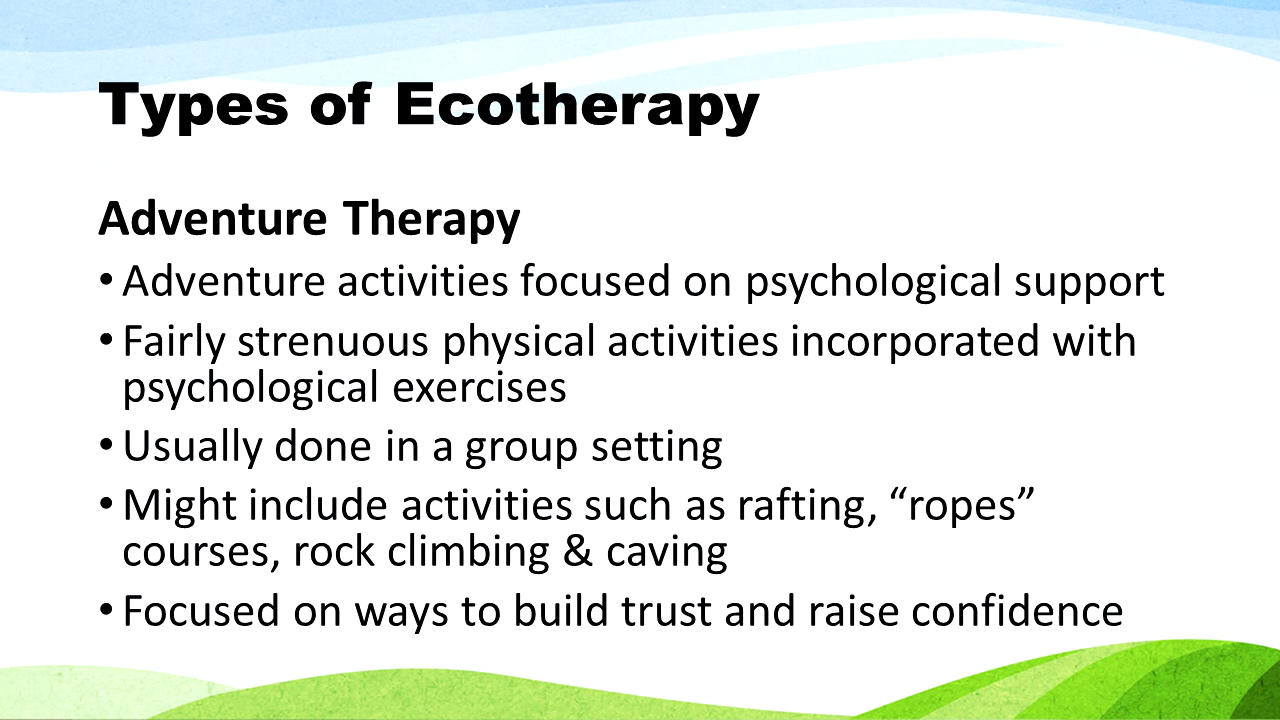 Types of Ecotherapy
Adventure Therapy
• Adventure activities focused on psychological support
• Fairly strenuous physical activities incorporated with
psychological exercises
• Usually done in a group setting
• Might include activities such as rafting, “ropes”
courses, rock climbing & caving
• Focused on ways to build trust and raise confidence